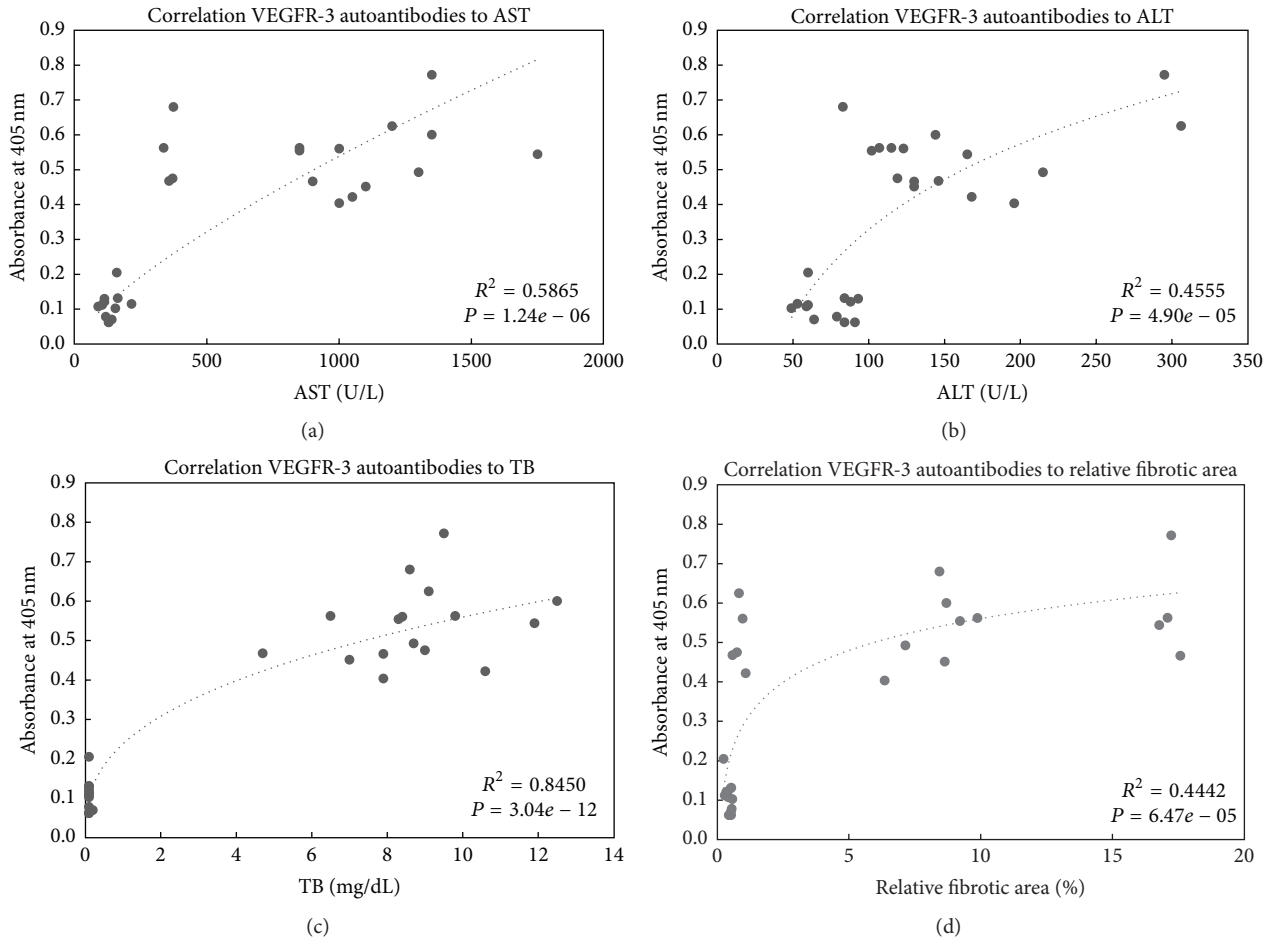 Correlation VEGFR-3 autoantibodies to AST
Absorbance at 405 nm
0.9
0.8
0.7
0.6
0.5
0.4
0.3
0.2
0.1
0.0
R² = 0.5865
P = 1.24e − 06
0 500 1000 1500 2000
AST (U/L)
(a)
Correlation VEGFR-3 autoantibodies to ALT
Absorbance at 405 nm
0.9
0.8
0.7
0.6
0.5
0.4
0.3
0.2
0.1
0.0
R² = 0.4555
P = 4.90e − 05
0 50 100 150 200 250 300 350
ALT (U/L)
(b)
Correlation VEGFR-3 autoantibodies to TB
Absorbance at 405 nm
0.9
0.8
0.7
0.6
0.5
0.4
0.3
0.2
0.1
0.0
R² = 0.8450
P = 3.04e − 12
0 2 4 6 8 10 12 14
TB (mg/dL)
(c)
Correlation VEGFR-3 autoantibodies to relative fibrotic area
Absorbance at 405 nm
0.9
0.8
0.7
0.6
0.5
0.4
0.3
0.2
0.1
0.0
R² = 0.4442
P = 6.47e − 05
0 5 10 15 20
Relative fibrotic area (%)
(d)